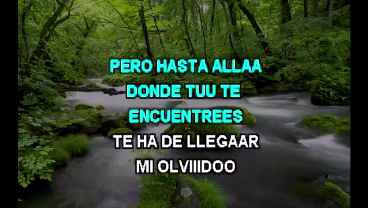 PERO HASTA ALLAA
DONDE TUU TE
ENCUENTREES
TE HA DE LLEGAAR
MI OLVIIIDOO